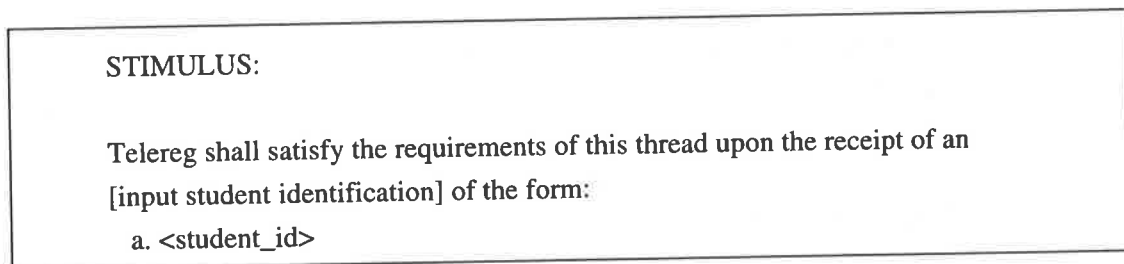 STIMULUS:
Telereg shall satisfy the requirements of this thread upon the receipt of an
[input student identification] of the form:
a. <student_id>